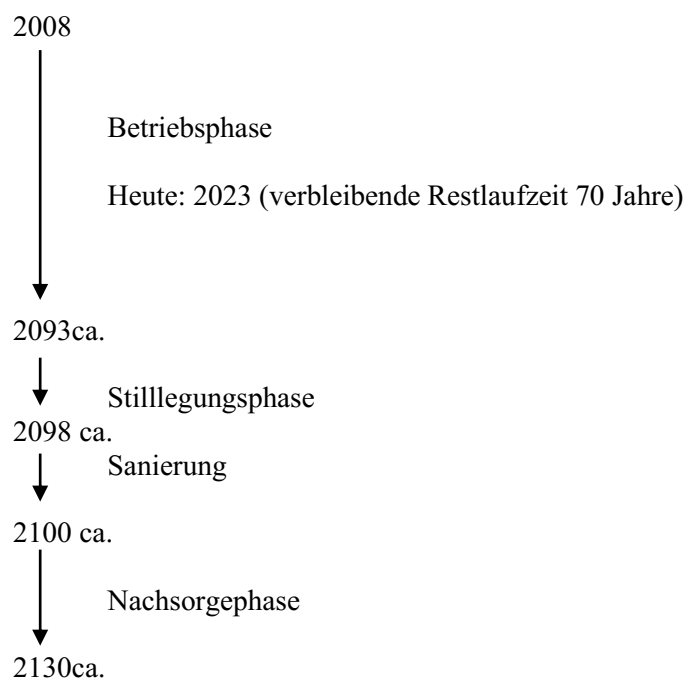 2008
Betriebsphase
Heute: 2023 (verbleibende Restlaufzeit 70 Jahre)
2093ca.
Stilllegungsphase
2098 ca.
Sanierung
2100 ca.
Nachsorgephase
2130ca.